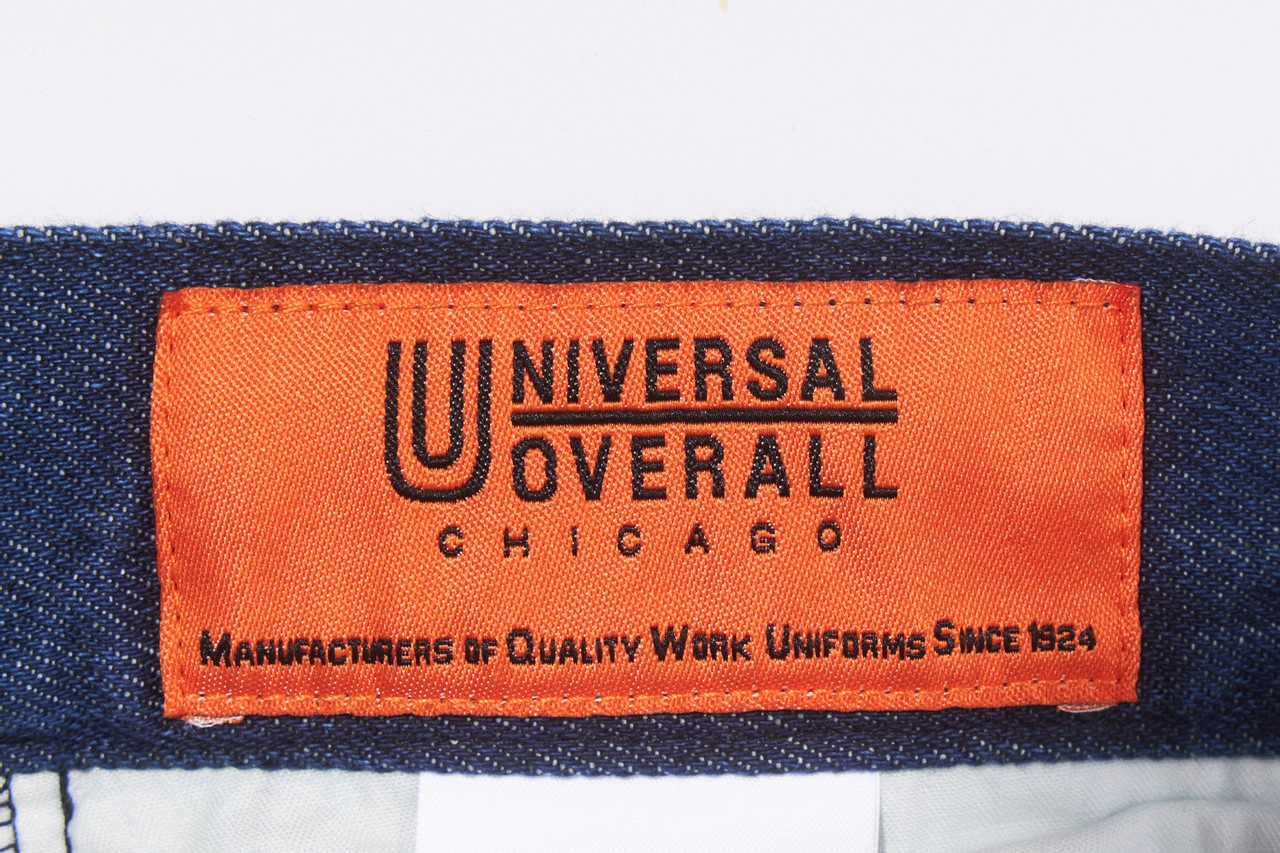 UNIVERSAL
OVERALL
CHICAGO
MANUFACTURERS OF QUALITY WORK UNIFORMS SINCE 1924